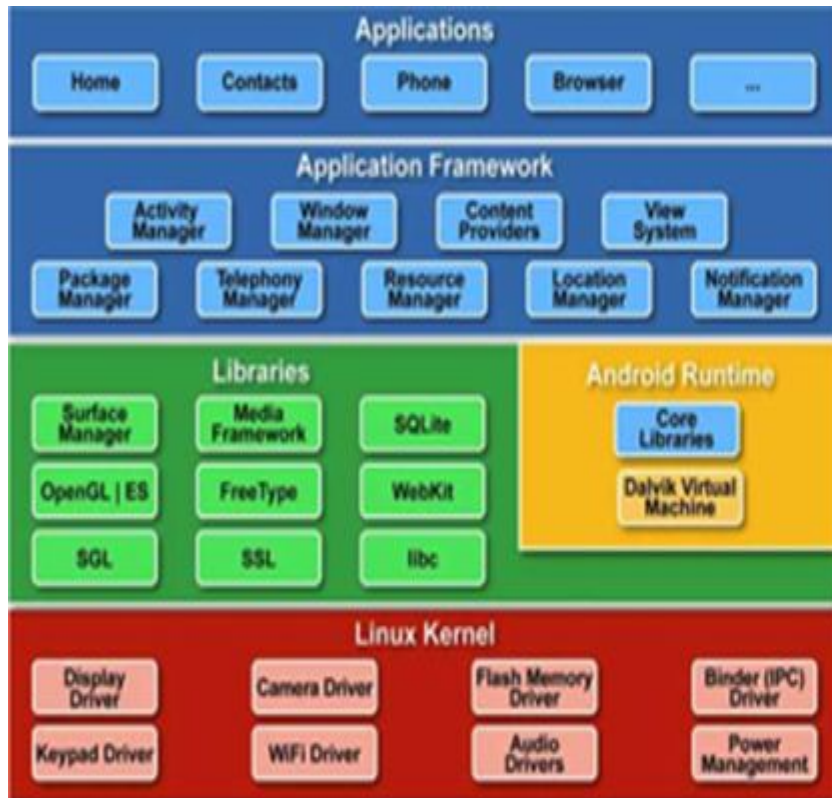 Applications
Home Contacts Phone Browser ...
Application Framework
Activity Window Content View
Manager Manager Providers System
Package Telephony Resource Location Notification
Manager Manager Manager Manager Manager
Libraries Android Runtime
Surface Media SQLite Core
Manager Framework Libraries
OpenGL | ES FreeType WebKit Dalvik Virtual
Machine
SGL SSL libc
Linux Kernel
Display Camera Driver Flash Memory Binder (IPC)
Driver Driver Driver
Keypad Driver WiFi Driver Audio Power
Drivers Management